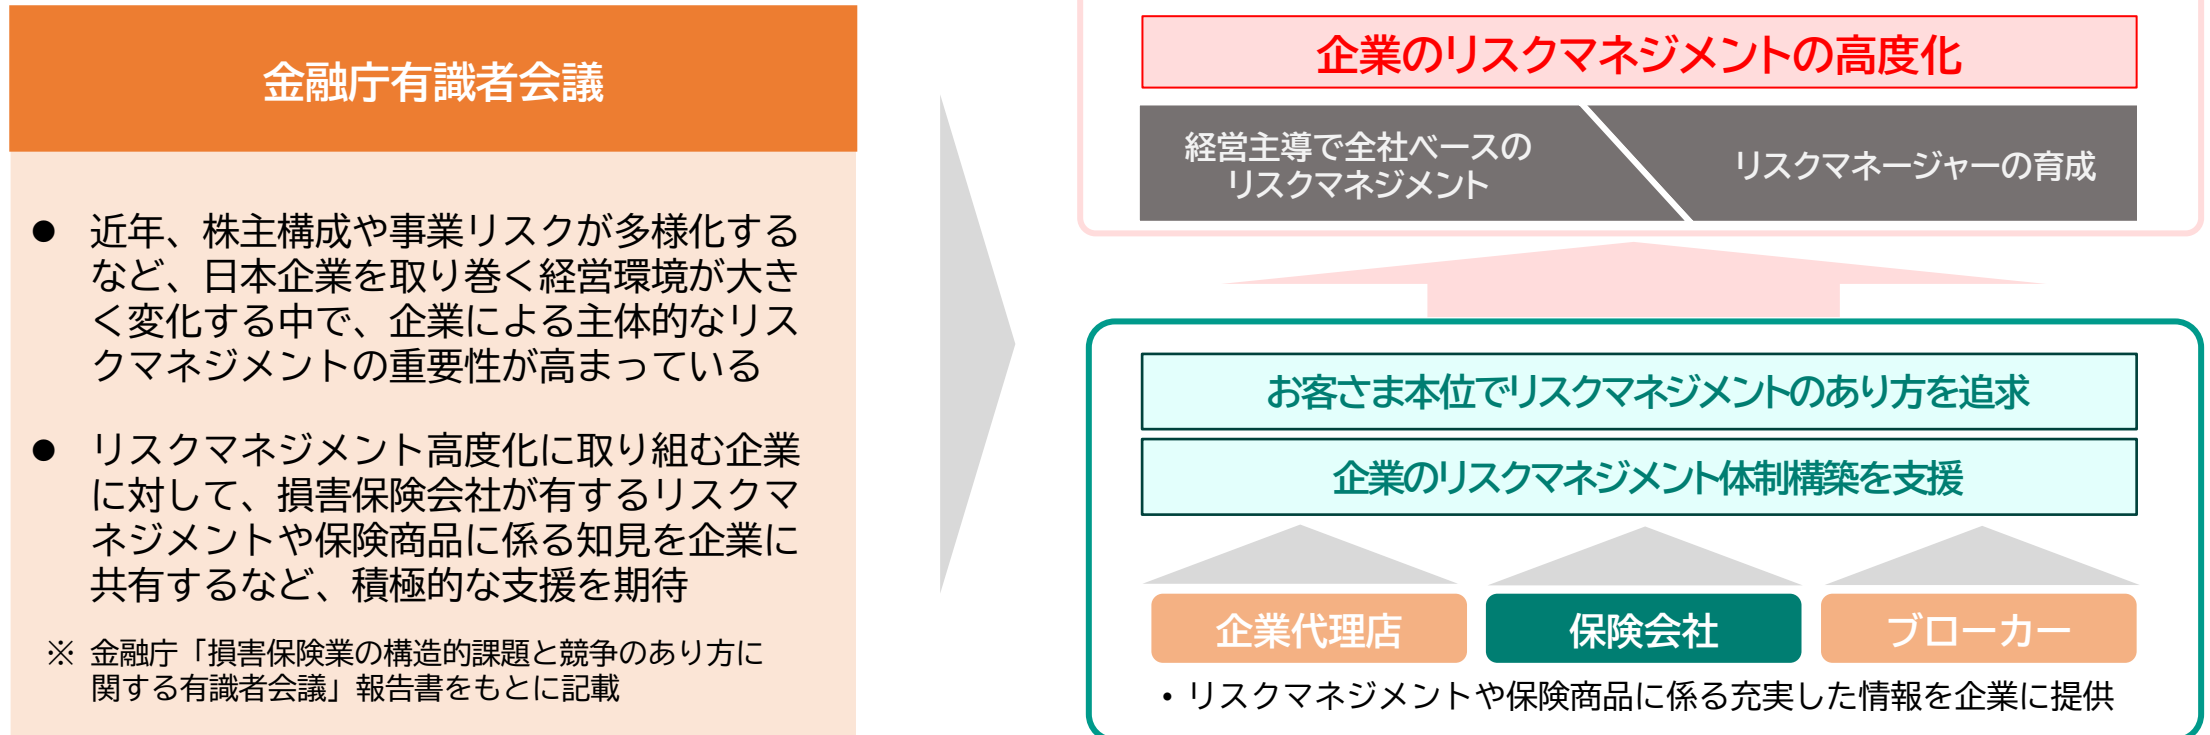 金融庁有識者会議
● 近年、株主構成や事業リスクが多様化する
など、日本企業を取り巻く経営環境が大き
く変化する中で、企業による主体的なリス
クマネジメントの重要性が高まっている
● リスクマネジメント高度化に取り組む企業
に対して、損害保険会社が有するリスクマ
ネジメントや保険商品に係る知見を企業に
共有するなど、積極的な支援を期待
※ 金融庁「損害保険業の構造的課題と競争のあり方に
関する有識者会議」報告書をもとに記載
企業のリスクマネジメントの高度化
経営主導で全社ベースの
リスクマネジメント
リスクマネージャーの育成
お客さま本位でリスクマネジメントのあり方を追求
企業のリスクマネジメント体制構築を支援
企業代理店
保険会社
ブローカー
・リスクマネジメントや保険商品に係る充実した情報を企業に提供